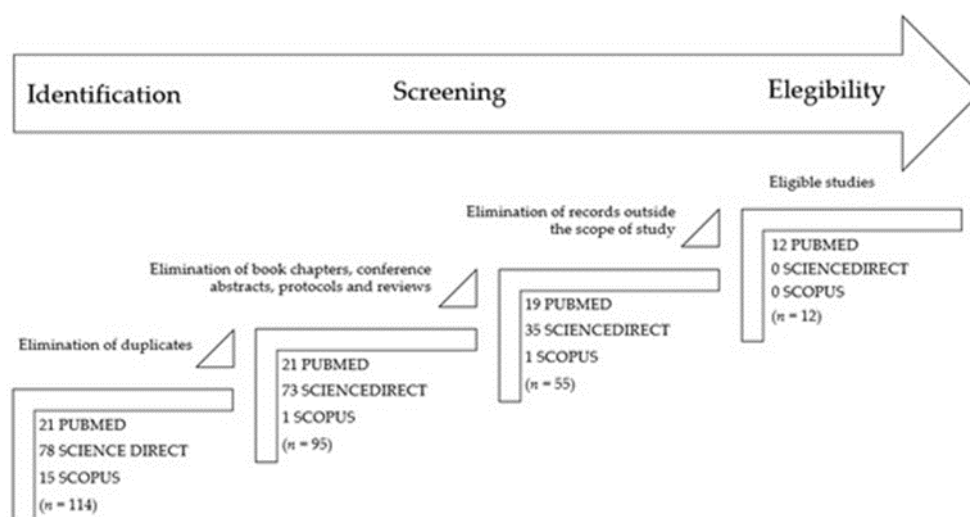 Identification
Screening
Elegibility
Elimination of duplicates
21 PUBMED
78 SCIENCE DIRECT
15 SCOPUS
(n = 114)
Elimination of book chapters, conference
abstracts, protocols and reviews
21 PUBMED
73 SCIENCEDIRECT
1 SCOPUS
(n = 95)
Elimination of records outside
the scope of study
19 PUBMED
35 SCIENCEDIRECT
1 SCOPUS
(n = 55)
Eligible studies
12 PUBMED
0 SCIENCEDIRECT
0 SCOPUS
(n = 12)